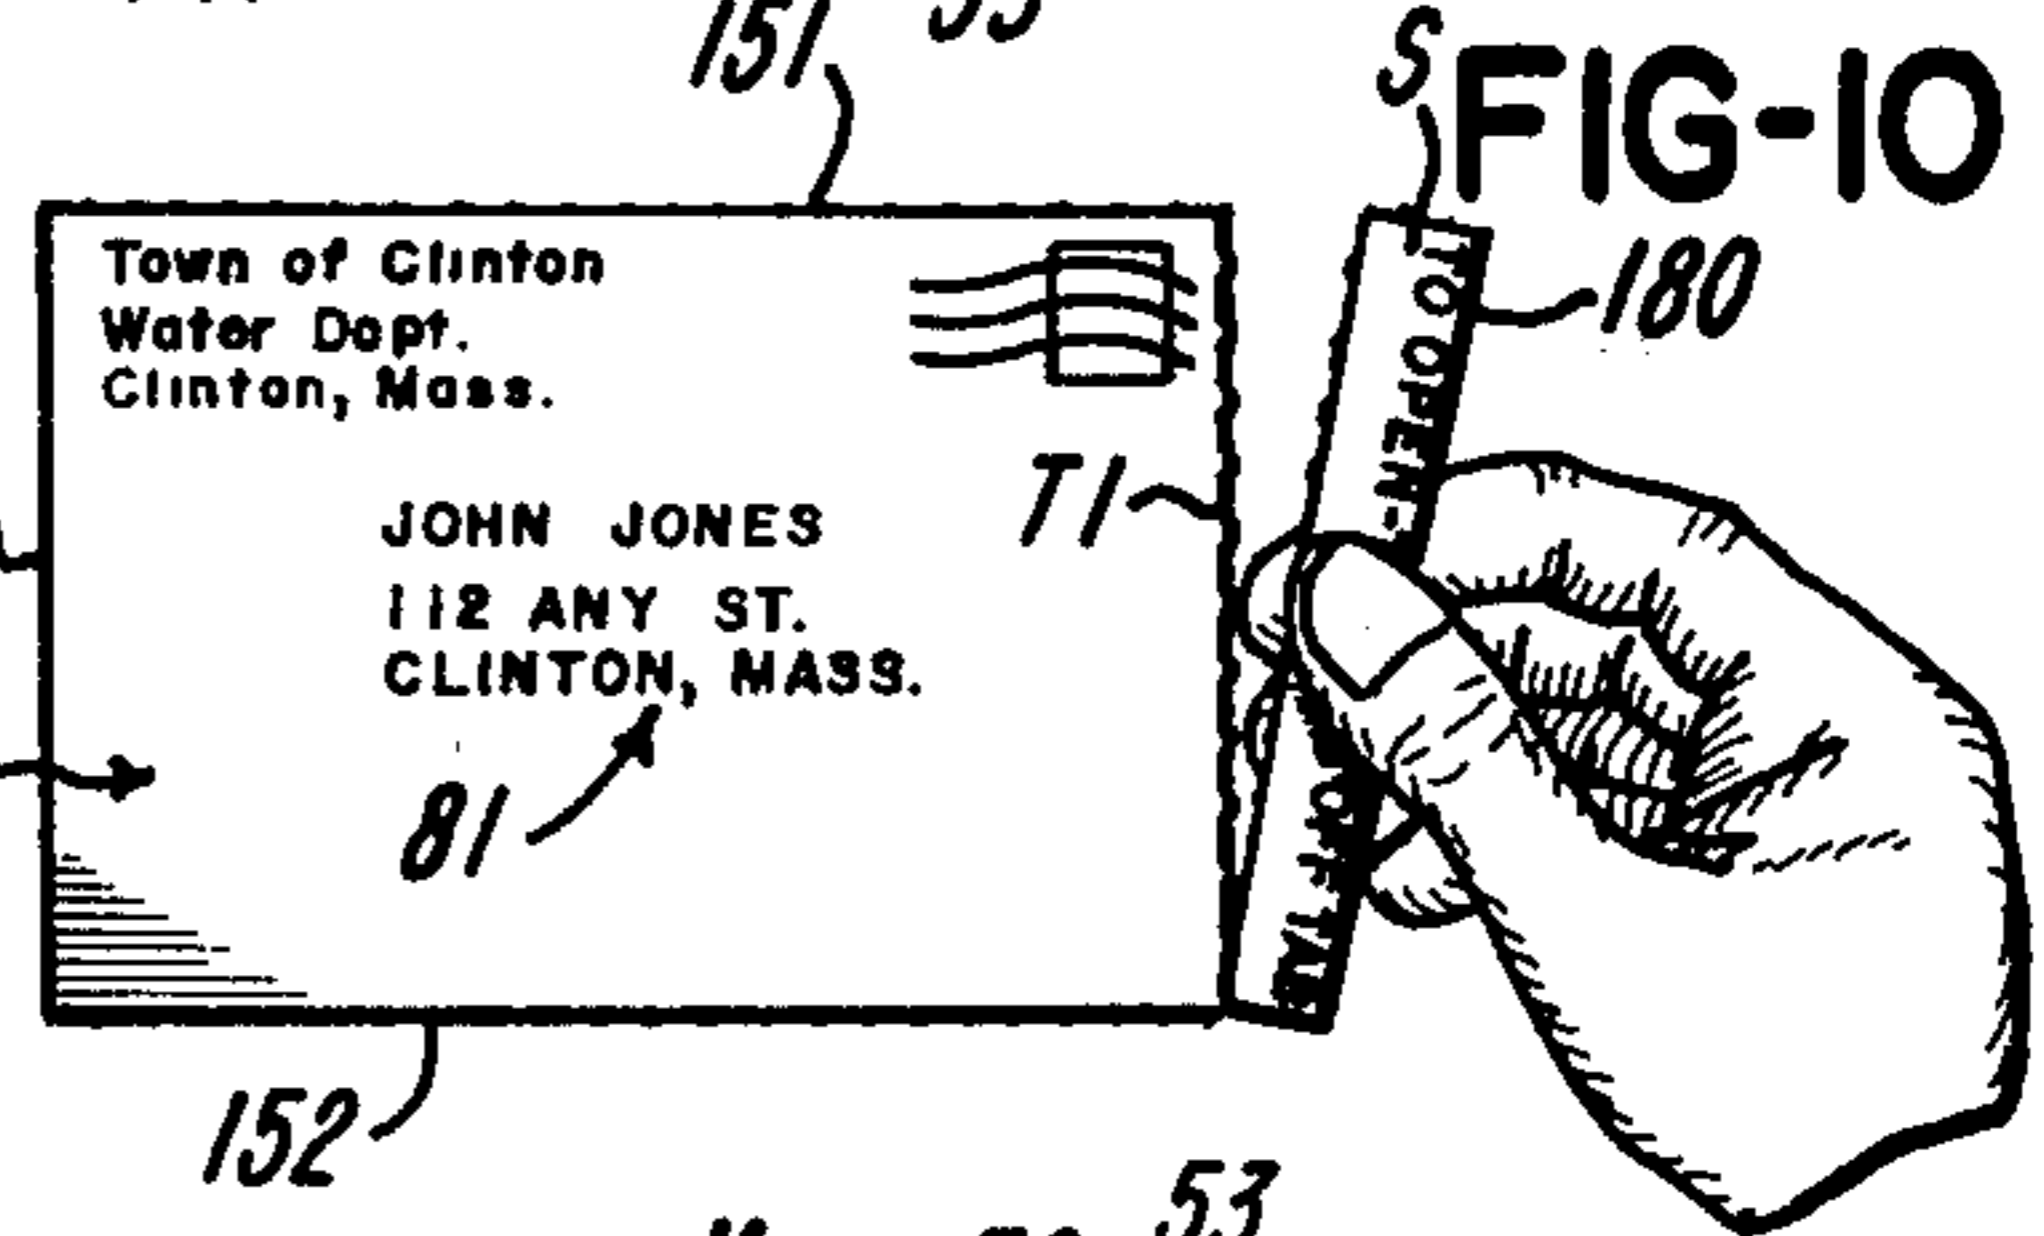 151
S
FIG-10
180
Town of Clinton
Water Dept.
Clinton, Mass.
TO OPEN-
T1
JOHN JONES
112 ANY ST.
CLINTON, MASS.
81
152
53